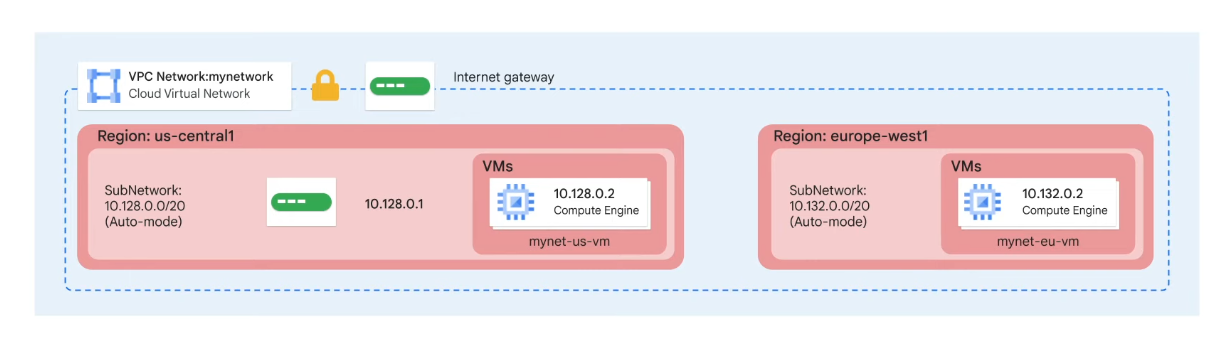 VPC Network:mynetwork
Cloud Virtual Network
Internet gateway
Region: us-central1
SubNetwork:
10.128.0.0/20
(Auto-mode)
10.128.0.1
VMs
10.128.0.2
Compute Engine
mynet-us-vm
Region: europe-west1
SubNetwork:
10.132.0.0/20
(Auto-mode)
VMs
10.132.0.2
Compute Engine
mynet-eu-vm